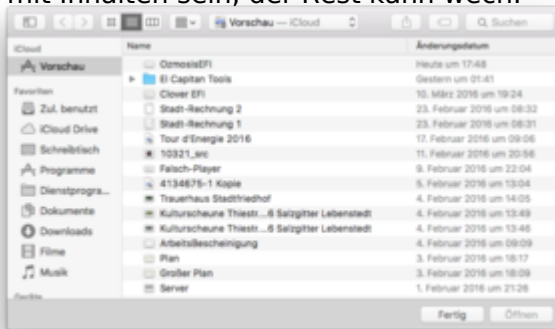 mit Inhalten sein, der Rest kann wech.
Vorschau — iCloud
Suchen
iCloud
Name
Änderungsdatum
Vorschau
OzmosisEFI
Heute um 17:48
El Capitan Tools
Gestern um 01:41
Favoriten
Clover EFI
10. März 2016 um 19:24
Zul. benutzt
Stadt-Rechnung 2
23. Februar 2016 um 08:32
iCloud Drive
Stadt-Rechnung 1
23. Februar 2016 um 08:31
Schreibtisch
Tour d'Energie 2016
17. Februar 2016 um 09:06
Programme
10321_src
11. Februar 2016 um 20:56
Dienstprogra...
Falsch-Player
9. Februar 2016 um 22:04
Dokumente
4134675-1 Kopie
5. Februar 2016 um 13:04
Downloads
Trauerhaus Stadtfriedhof
4. Februar 2016 um 14:05
Filme
Kulturscheune Thiestr...6 Salzgitter Lebenstedt
4. Februar 2016 um 13:49
Musik
Kulturscheune Thiestr...6 Salzgitter Lebenstedt
4. Februar 2016 um 13:46
ArbeitsBescheinigung
4. Februar 2016 um 09:09
Plan
3. Februar 2016 um 18:17
Großer Plan
3. Februar 2016 um 18:09
Server
1. Februar 2016 um 21:26
Geräte
Fertig
Öffnen